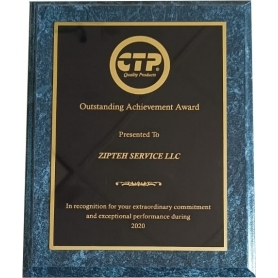 CTP
Quality Products
Outstanding Achievement Award
Presented To
ZIPTEH SERVICE LLC
In recognition for your extraordinary commitment
and exceptional performance during
2020